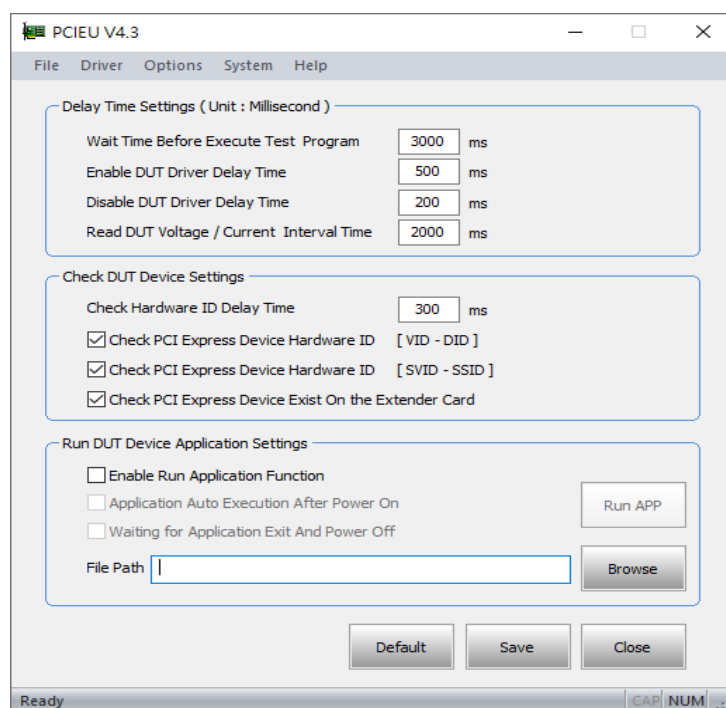 PCIEU V4.3
File Driver Options System Help
Delay Time Settings ( Unit : Millisecond )
Wait Time Before Execute Test Program 3000 ms
Enable DUT Driver Delay Time 500 ms
Disable DUT Driver Delay Time 200 ms
Read DUT Voltage / Current Interval Time 2000 ms
Check DUT Device Settings
Check Hardware ID Delay Time 300 ms
Check PCI Express Device Hardware ID [ VID - DID ]
Check PCI Express Device Hardware ID [ SVID - SSID ]
Check PCI Express Device Exist On the Extender Card
Run DUT Device Application Settings
Enable Run Application Function
Application Auto Execution After Power On
Run APP
Waiting for Application Exit And Power Off
File Path Browse
Default Save Close
Ready CAP NUM